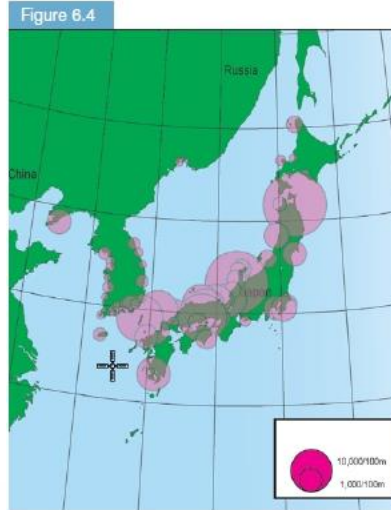 Figure 6.4
Russia
China
Japan
10,000/100m
1,000/100m